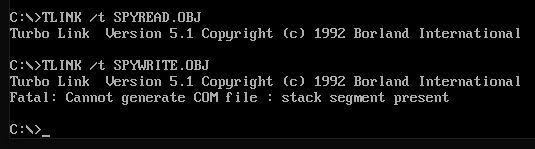 C:\>TLINK /t SPYREAD.OBJ
Turbo Link  Version 5.1 Copyright (c) 1992 Borland International
C:\>TLINK /t SPYWRITE.OBJ
Turbo Link  Version 5.1 Copyright (c) 1992 Borland International
Fatal: Cannot generate COM file : stack segment present
C:\>_